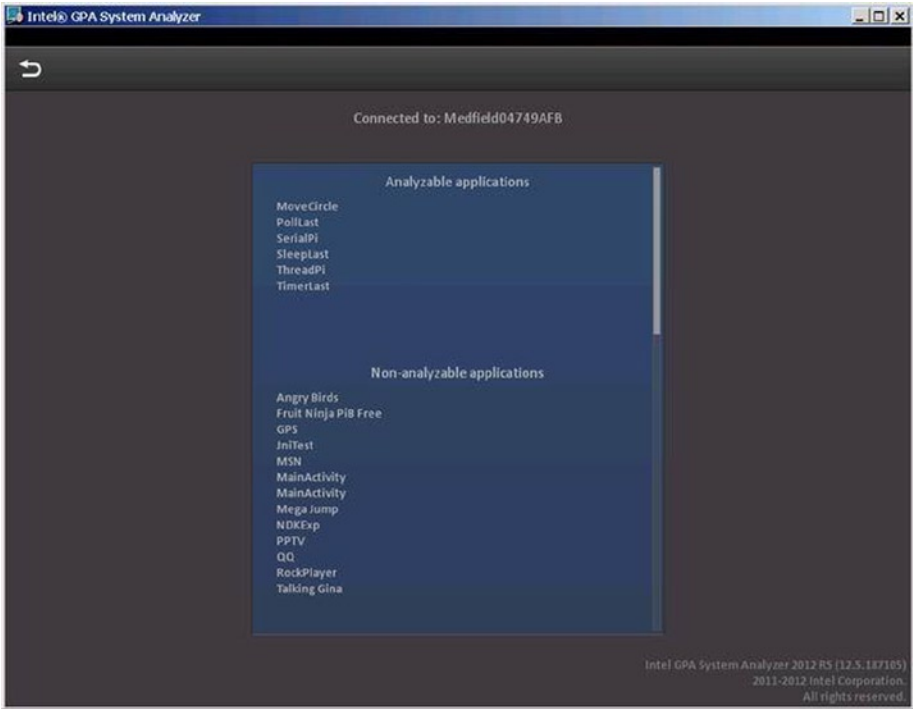 Intel® GPA System Analyzer
Connected to: Medfield04749AFB
Analyzable applications
MoveCircle
PollLast
SerialPi
SleepLast
ThreadPi
TimerLast
Non-analyzable applications
Angry Birds
Fruit Ninja PiB Free
GPS
JniTest
MSN
MainActivity
MainActivity
Mega Jump
NDKExp
PPTV
QQ
RockPlayer
Talking Gina
Intel GPA System Analyzer 2012 R5 (12.5.187105)
2011-2012 Intel Corporation.
All rights reserved.